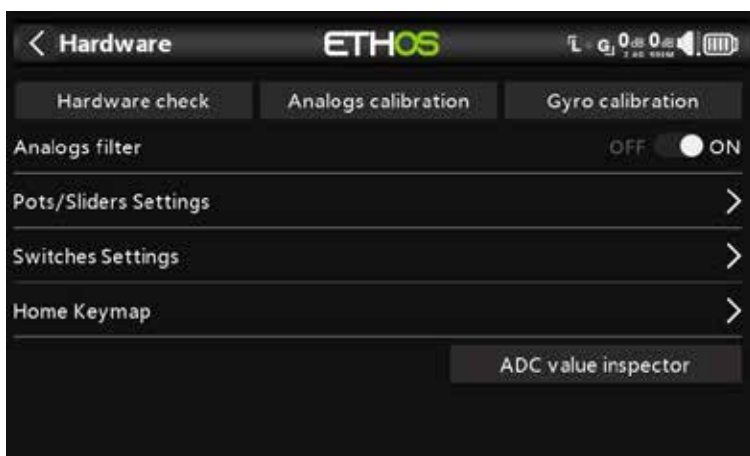 Hardware ETHOS
Hardware check Analogs calibration Gyro calibration
Analogs filter OFF ON
Pots/Sliders Settings
Switches Settings
Home Keymap
ADC value inspector